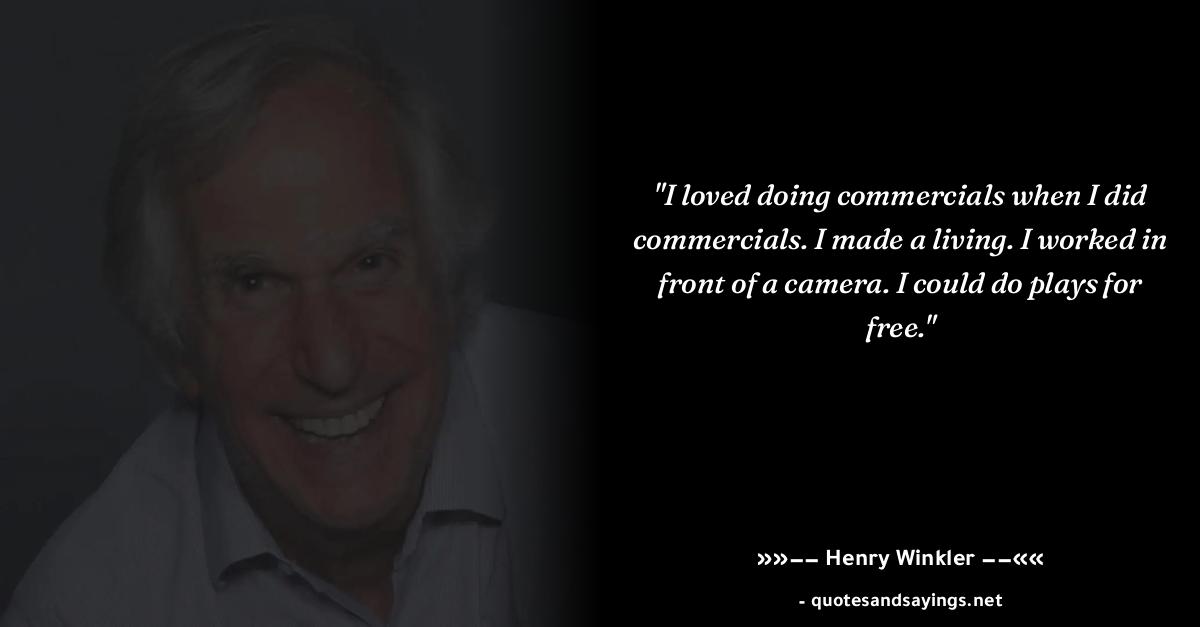 "I loved doing commercials when I did
commercials. I made a living. I worked in
front of a camera. I could do plays for
free."
»»−− Henry Winkler −−««
- quotesandsayings.net